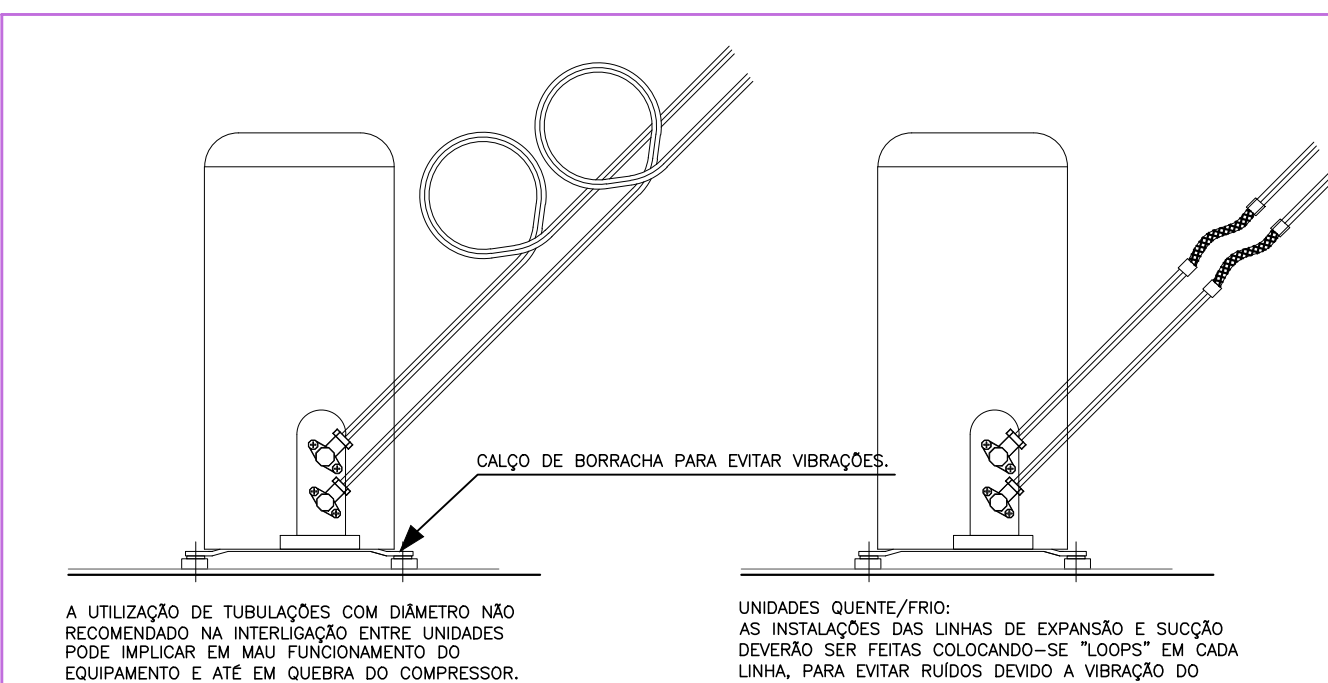 CALÇO DE BORRACHA PARA EVITAR VIBRAÇÕES.
A UTILIZAÇÃO DE TUBULAÇÕES COM DIÂMETRO NÃO
RECOMENDADO NA INTERLIGAÇÃO ENTRE UNIDADES
PODE IMPLICAR EM MAU FUNCIONAMENTO DO
EQUIPAMENTO E ATÉ EM QUEBRA DO COMPRESSOR.
UNIDADES QUENTE/FRIO:
AS INSTALAÇÕES DAS LINHAS DE EXPANSÃO E SUCÇÃO
DEVERÃO SER FEITAS COLOCANDO-SE "LOOPS" EM CADA
LINHA, PARA EVITAR RUÍDOS DEVIDO A VIBRAÇÃO DO